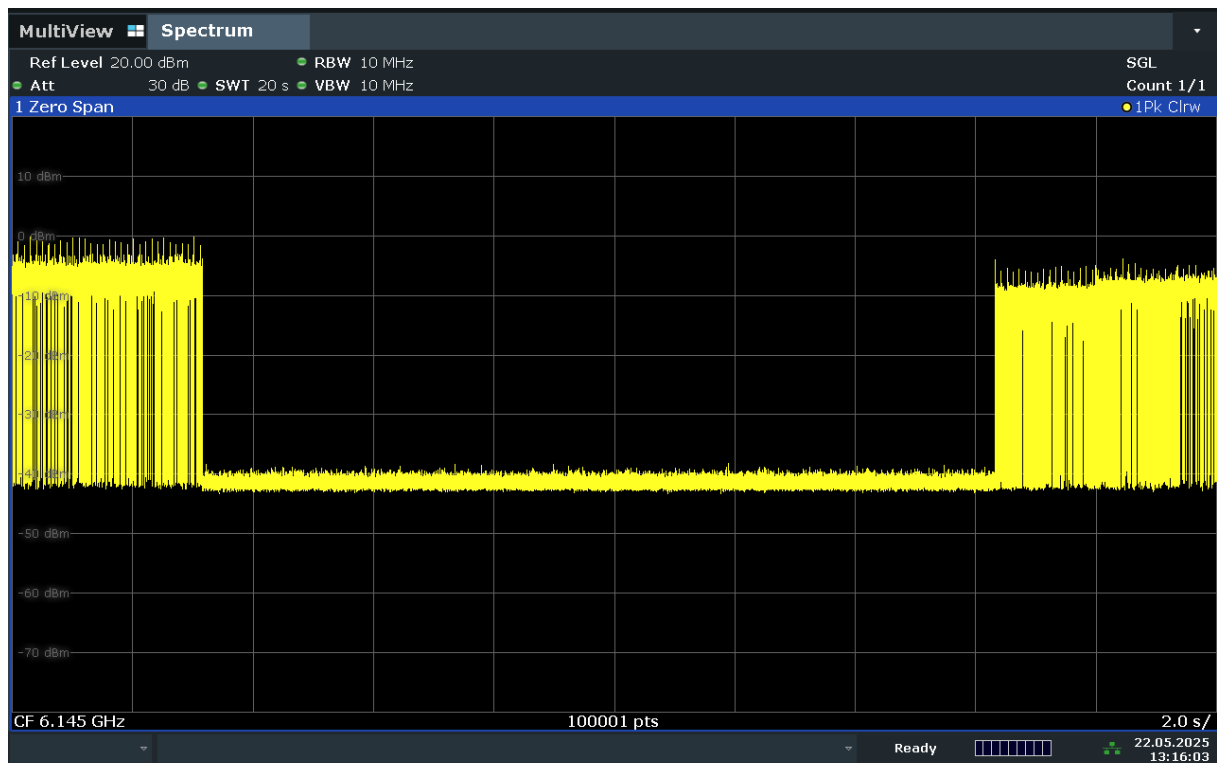 MultiView Spectrum
Ref Level 20.00 dBm RBW 10 MHz SGL
Att 30 dB SWT 20 s VBW 10 MHz Count 1/1
1 Zero Span 1Pk Clrw
10 dBm
0 dBm
-10 dBm
-20 dBm
-30 dBm
-40 dBm
-50 dBm
-60 dBm
-70 dBm
CF 6.145 GHz 100001 pts 2.0 s/
Ready 22.05.2025
13:16:03